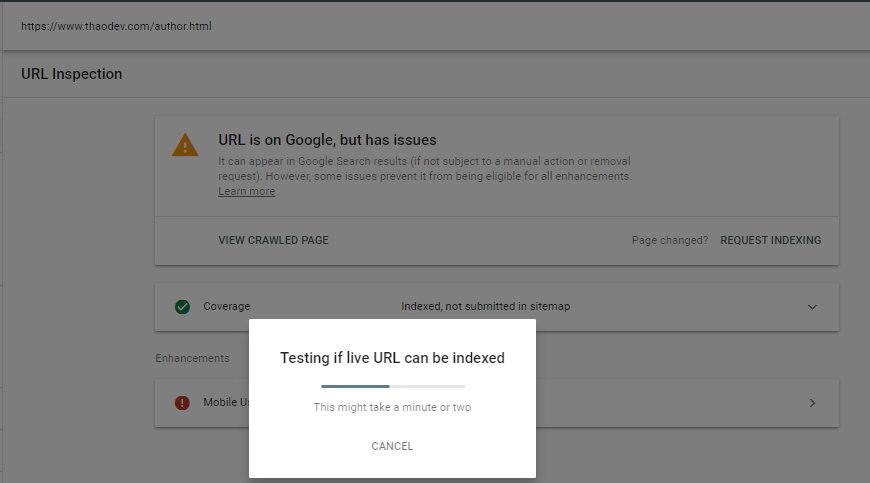 https://www.thaodev.com/author.html
URL Inspection
URL is on Google, but has issues
It can appear in Google Search results (if not subject to a manual action or removal
request). However, some issues prevent it from being eligible for all enhancements.
Learn more
VIEW CRAWLED PAGE
Page changed? REQUEST INDEXING
Coverage
Indexed, not submitted in sitemap
Enhancements
Mobile
Testing if live URL can be indexed
This might take a minute or two
CANCEL